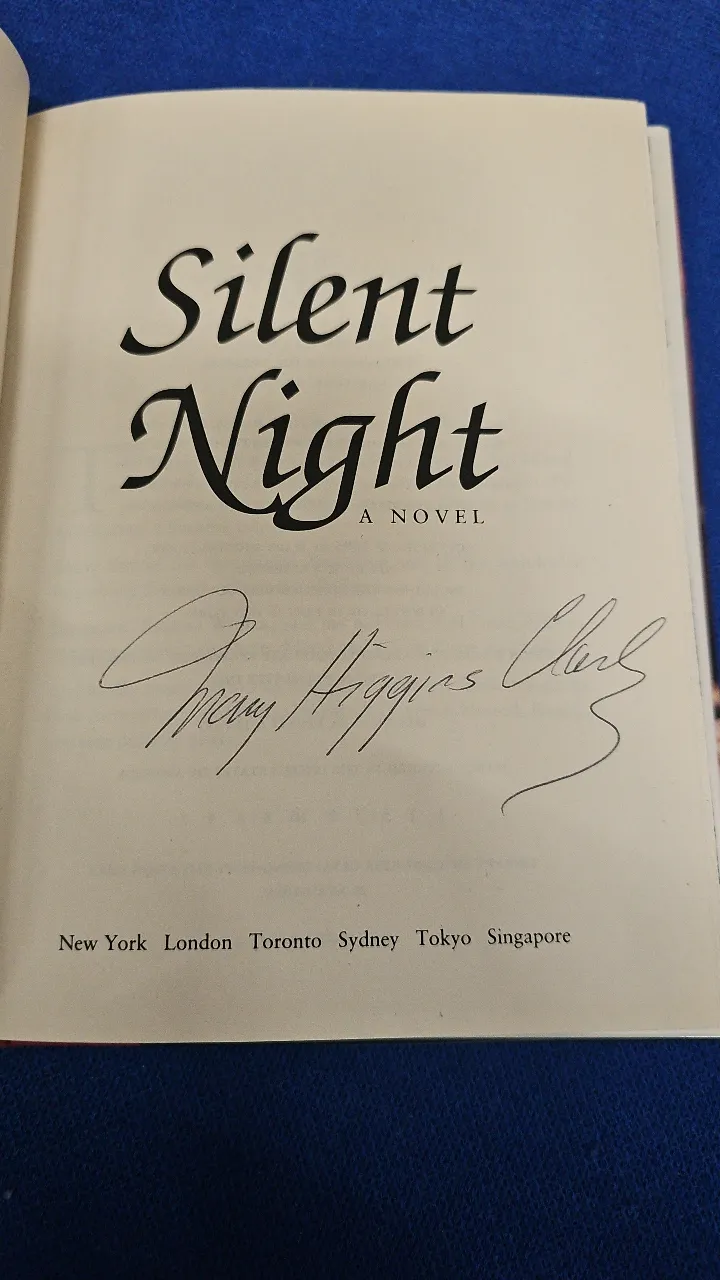 Silent
Night
A NOVEL
Mary Higgins Clark
New York London Toronto Sydney Tokyo Singapore